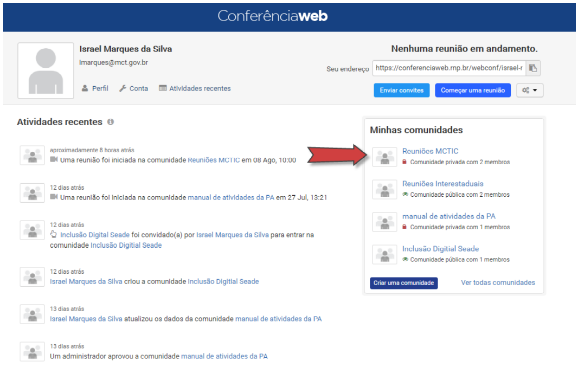 Conferênciaweb
Israel Marques da Silva
lmarques@mct.gov.br
Perfil Conta Atividades recentes
Nenhuma reunião em andamento.
Seu endereço https://conferenciaweb.rnp.br/webconf/israel-r
Enviar convites Começar uma reunião
Atividades recentes
aproximadamente 8 horas atrás
Uma reunião foi iniciada na comunidade Reuniões MCTIC em 08 Ago, 10:00
12 dias atrás
Uma reunião foi iniciada na comunidade manual de atividades da PA em 27 Jul, 13:21
12 dias atrás
Inclusão Digitial Seade foi convidado(a) por Israel Marques da Silva para entrar na
comunidade Inclusão Digitial Seade
12 dias atrás
Israel Marques da Silva criou a comunidade Inclusão Digitial Seade
13 dias atrás
Israel Marques da Silva atualizou os dados da comunidade manual de atividades da PA
13 dias atrás
Um administrador aprovou a comunidade manual de atividades da PA
Minhas comunidades
Reuniões MCTIC
Comunidade privada com 2 membros
Reuniões Interestaduais
Comunidade pública com 2 membros
manual de atividades da PA
Comunidade privada com 1 membros
Inclusão Digitial Seade
Comunidade pública com 1 membros
Criar uma comunidade Ver todas comunidades